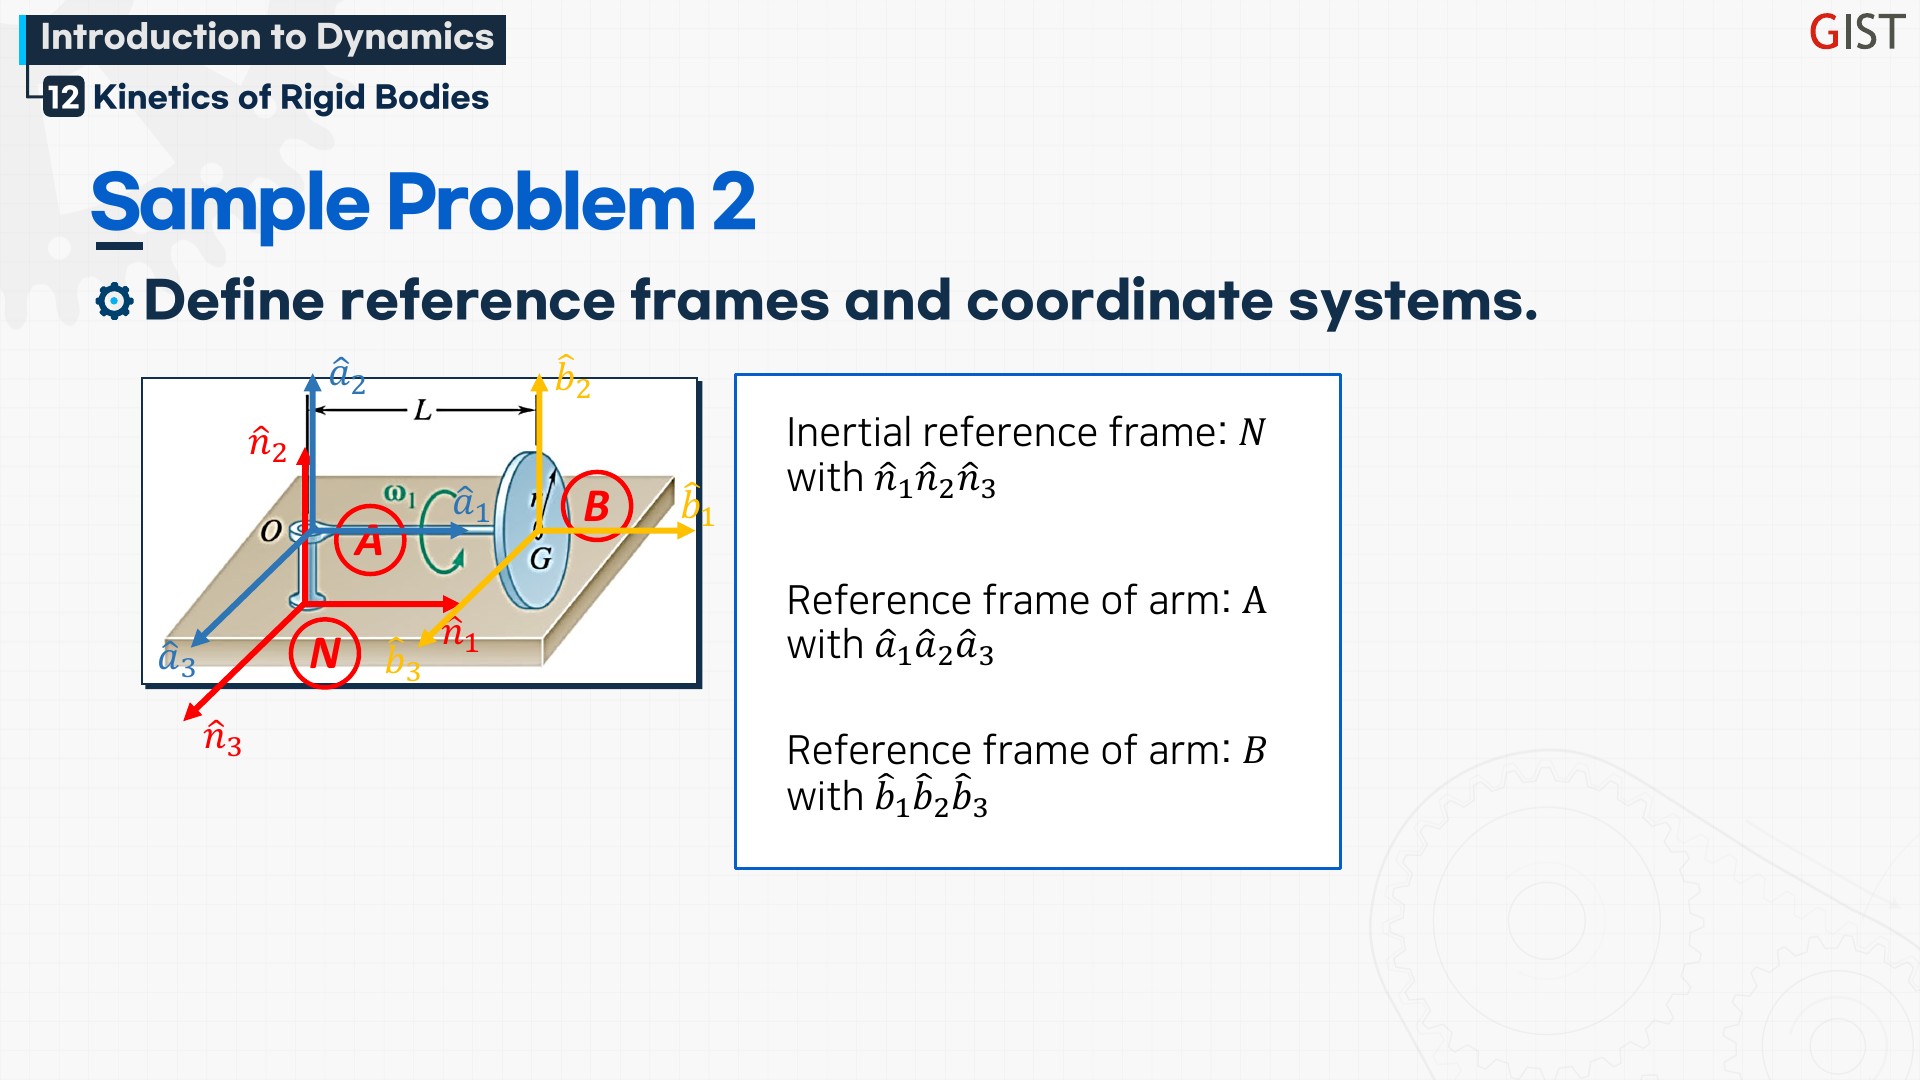 Introduction to Dynamics
GIST
12 Kinetics of Rigid Bodies
Sample Problem 2
Define reference frames and coordinate systems.
â₂
b̂₂
L
n̂₂
ω₁
â₁
r
B
b̂₁
O
A
G
n̂₁
â₃
N
b̂₃
n̂₃
Inertial reference frame: N
with n̂₁n̂₂n̂₃
Reference frame of arm: A
with â₁â₂â₃
Reference frame of arm: B
with b̂₁b̂₂b̂₃